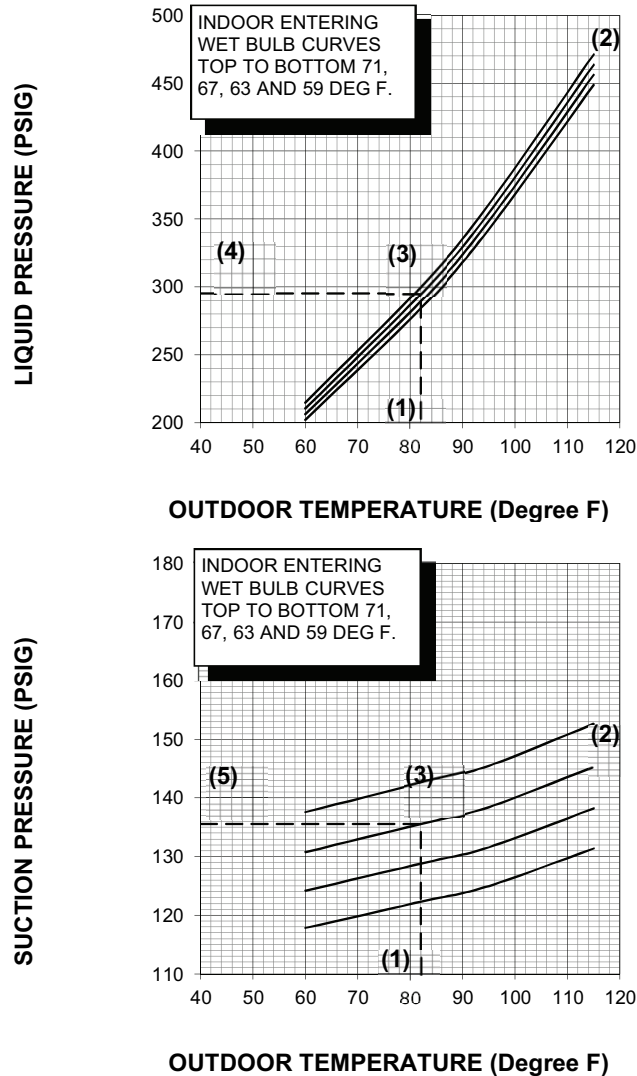 INDOOR ENTERING
WET BULB CURVES
TOP TO BOTTOM 71,
67, 63 AND 59 DEG F.
LIQUID PRESSURE (PSIG)
500
450
400
350
300
250
200
(2)
(4)
(3)
(1)
40 50 60 70 80 90 100 110 120
OUTDOOR TEMPERATURE (Degree F)
INDOOR ENTERING
WET BULB CURVES
TOP TO BOTTOM 71,
67, 63 AND 59 DEG F.
SUCTION PRESSURE (PSIG)
180
170
160
150
140
130
120
110
(2)
(5)
(3)
(1)
40 50 60 70 80 90 100 110 120
OUTDOOR TEMPERATURE (Degree F)